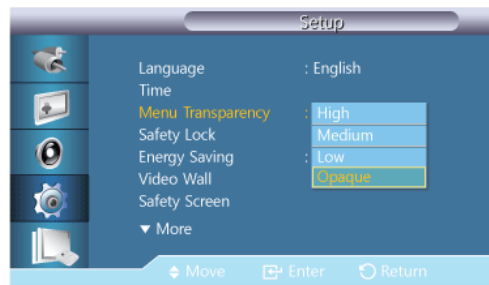 Setup
Language : English
Time
Menu Transparency : High
Medium
Safety Lock
Energy Saving : Low
Opaque
Video Wall
Safety Screen
▼ More
Move Enter Return